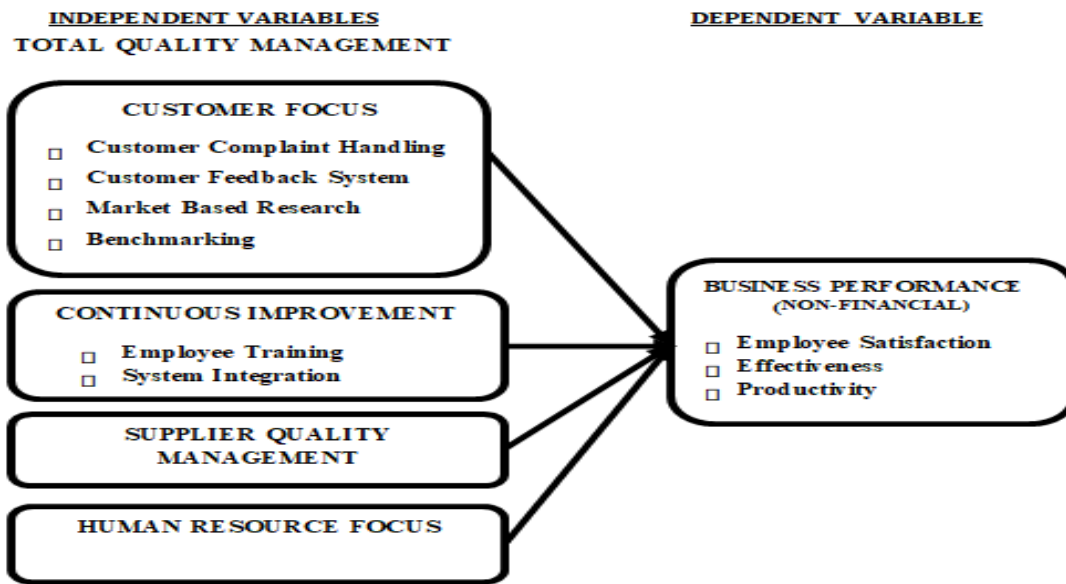 INDEPENDENT VARIABLES
TOTAL QUALITY MANAGEMENT
CUSTOMER FOCUS
Customer Complaint Handling
Customer Feedback System
Market Based Research
Benchmarking
CONTINUOUS IMPROVEMENT
Employee Training
System Integration
SUPPLIER QUALITY
MANAGEMENT
HUMAN RESOURCE FOCUS
DEPENDENT VARIABLE
BUSINESS PERFORMANCE
(NON-FINANCIAL)
Employee Satisfaction
Effectiveness
Productivity